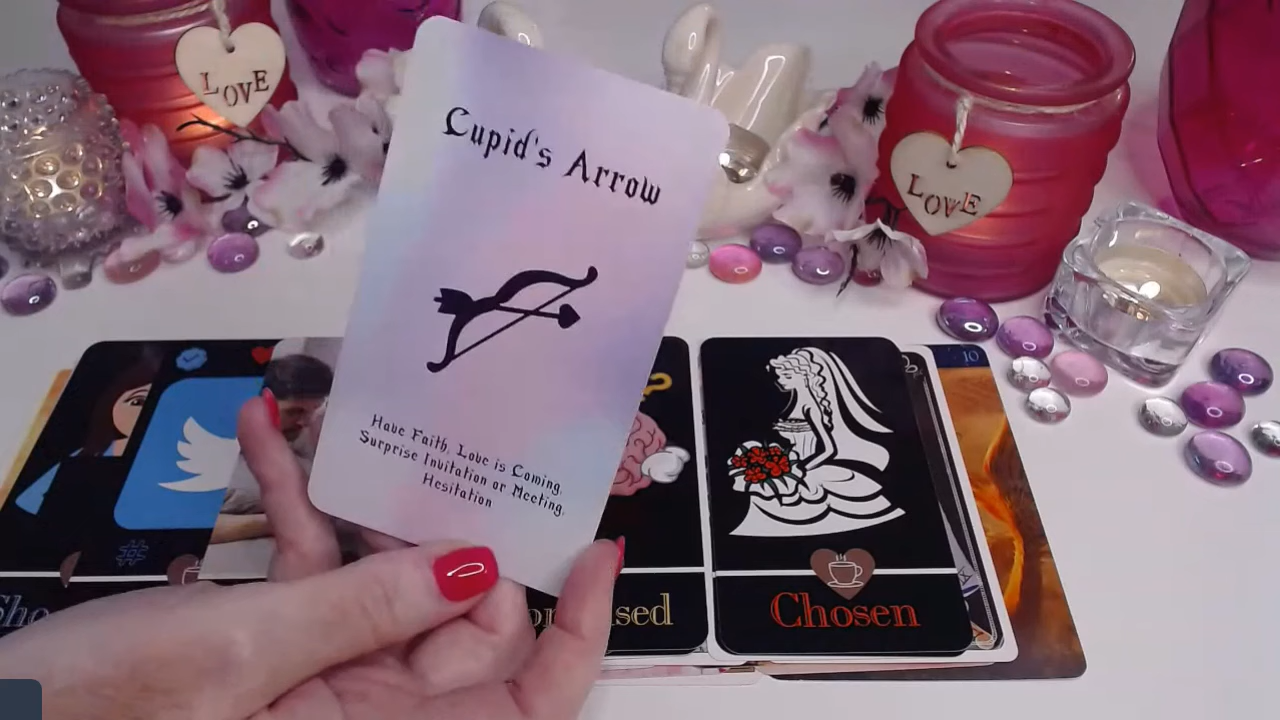 LOVE
LOVE
Cupid's Arrow
Have Faith, Love is Coming,
Surprise Invitation or Meeting,
Hesitation
10
#
Chosen